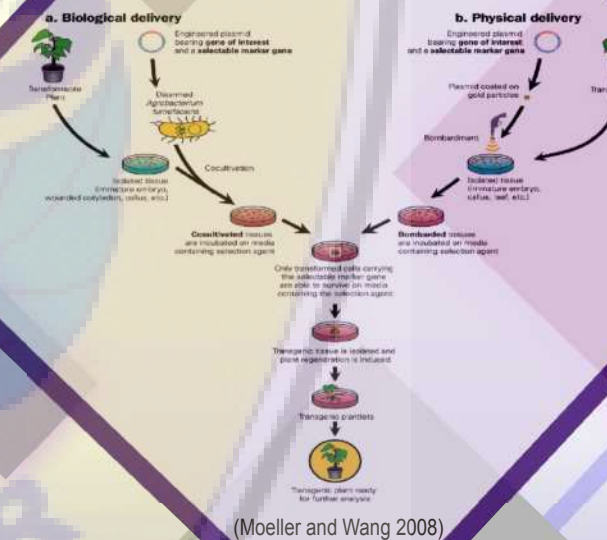 a. Biological delivery
Engineered plasmid
bearing gene of interest
and a selectable marker gene
Transformable
Plant
Disarmed
Agrobacterium
tumefaciens
Cocultivation
Isolated tissue
(immature embryo,
wounded cotyledon, callus, etc.)
Cocultivated tissues
are incubated on media
containing selection agent
b. Physical delivery
Engineered plasmid
bearing gene of interest
and a selectable marker gene
Plasmid coated on
gold particles
Bombardment
Isolated tissue
(immature embryo,
callus, leaf, etc.)
Bombarded tissues
are incubated on media
containing selection agent
Only transformed cells carrying
the selectable marker gene
are able to survive on media
containing the selection agent
Transgenic tissue is isolated and
plant regeneration is induced
Transgenic plantlets
Transgenic plant ready
for further analysis
(Moeller and Wang 2008)